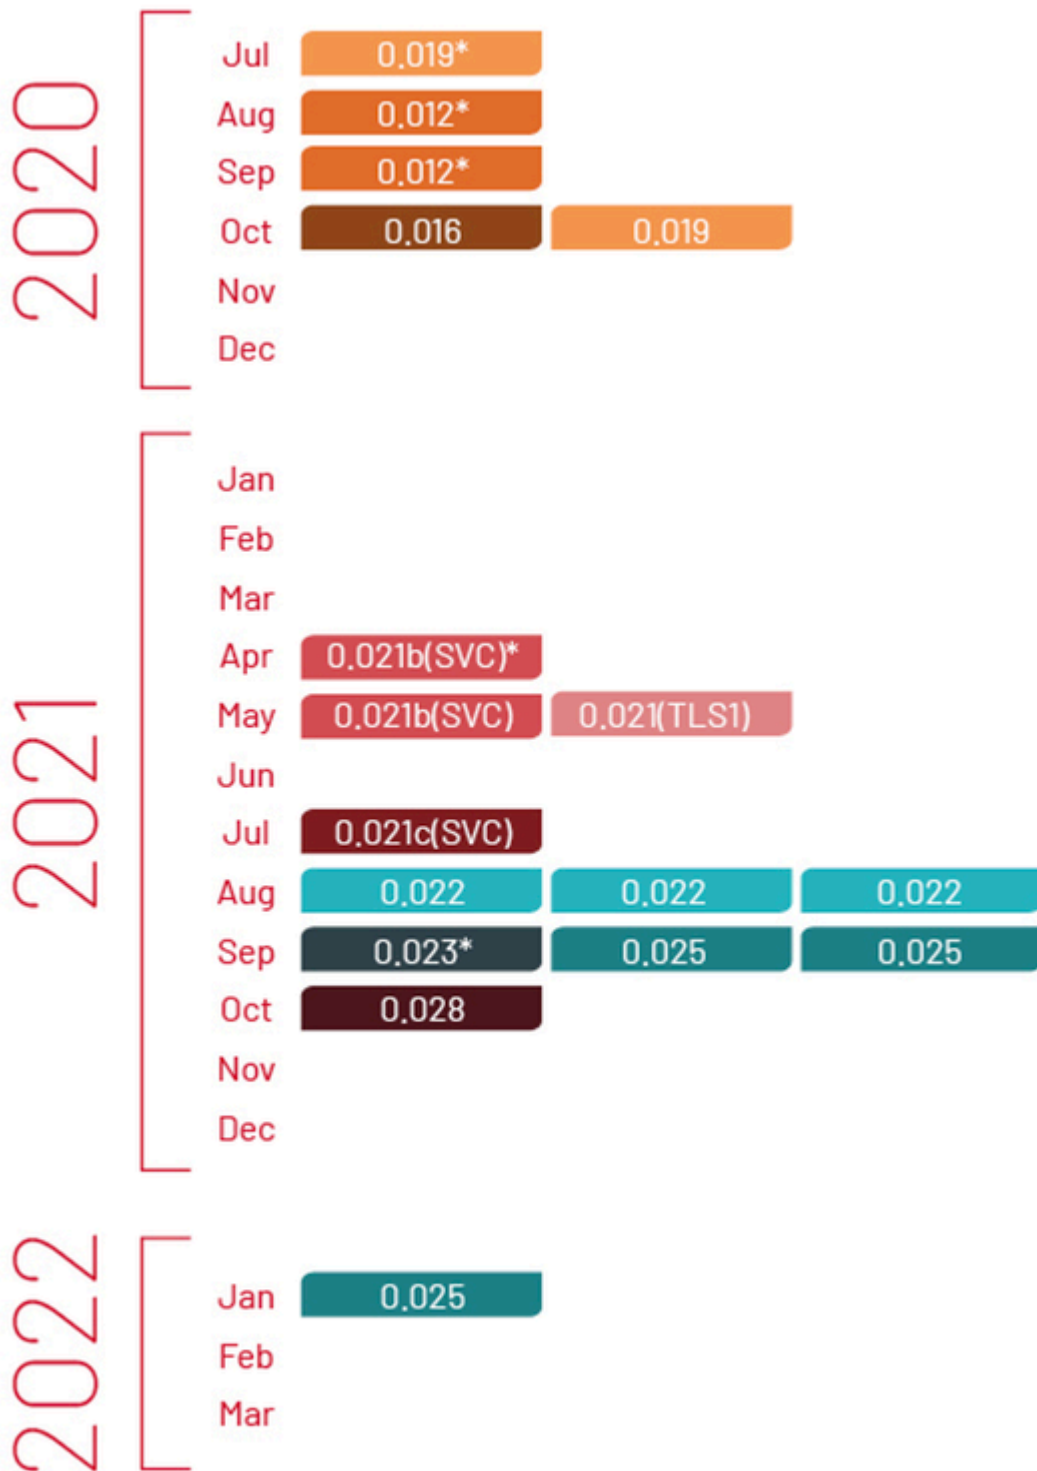 2020
Jul 0.019*
Aug 0.012*
Sep 0.012*
Oct 0.016 0.019
Nov
Dec
2021
Jan
Feb
Mar
Apr 0.021b(SVC)*
May 0.021b(SVC) 0.021(TLS1)
Jun
Jul 0.021c(SVC)
Aug 0.022 0.022 0.022
Sep 0.023* 0.025 0.025
Oct 0.028
Nov
Dec
2022
Jan 0.025
Feb
Mar